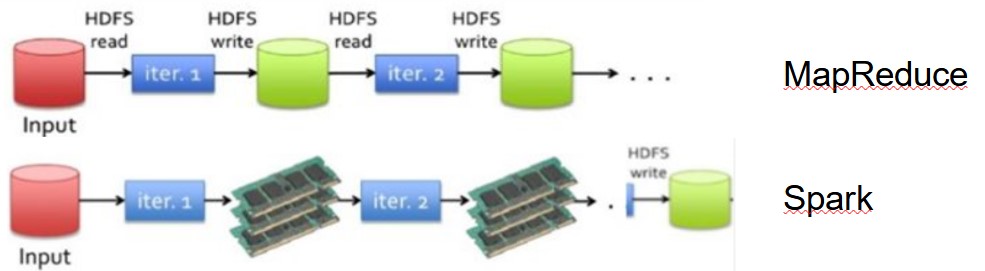 HDFS read
HDFS write
HDFS read
HDFS write
iter. 1
iter. 2
. . .
MapReduce
Input
HDFS write
iter. 1
iter. 2
.
Spark
Input